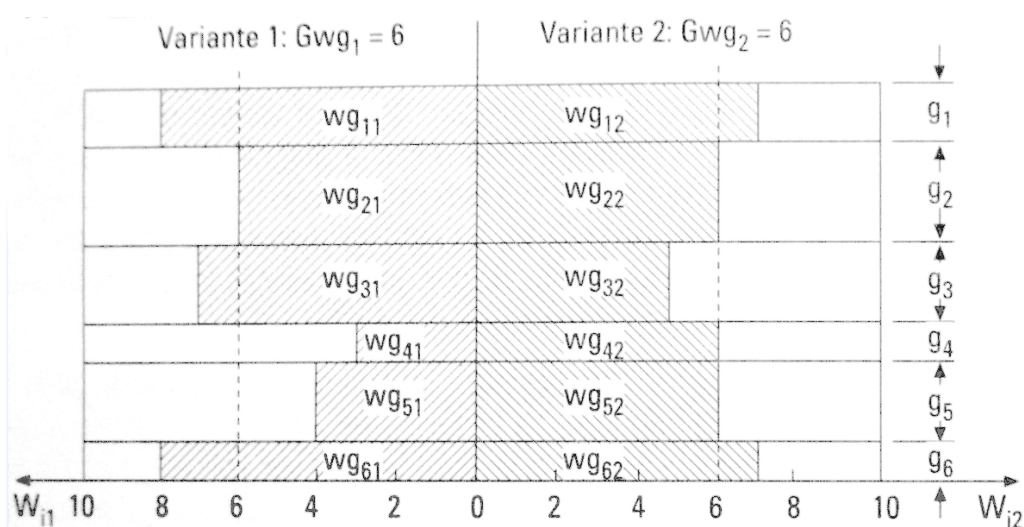 Variante 1: Gwg₁ = 6
Variante 2: Gwg₂ = 6
wg₁₁ wg₁₂ g₁
wg₂₁ wg₂₂ g₂
wg₃₁ wg₃₂ g₃
wg₄₁ wg₄₂ g₄
wg₅₁ wg₅₂ g₅
wg₆₁ wg₆₂ g₆
Wᵢ₁ 10 8 6 4 2 0 2 4 6 8 10 Wᵢ₂